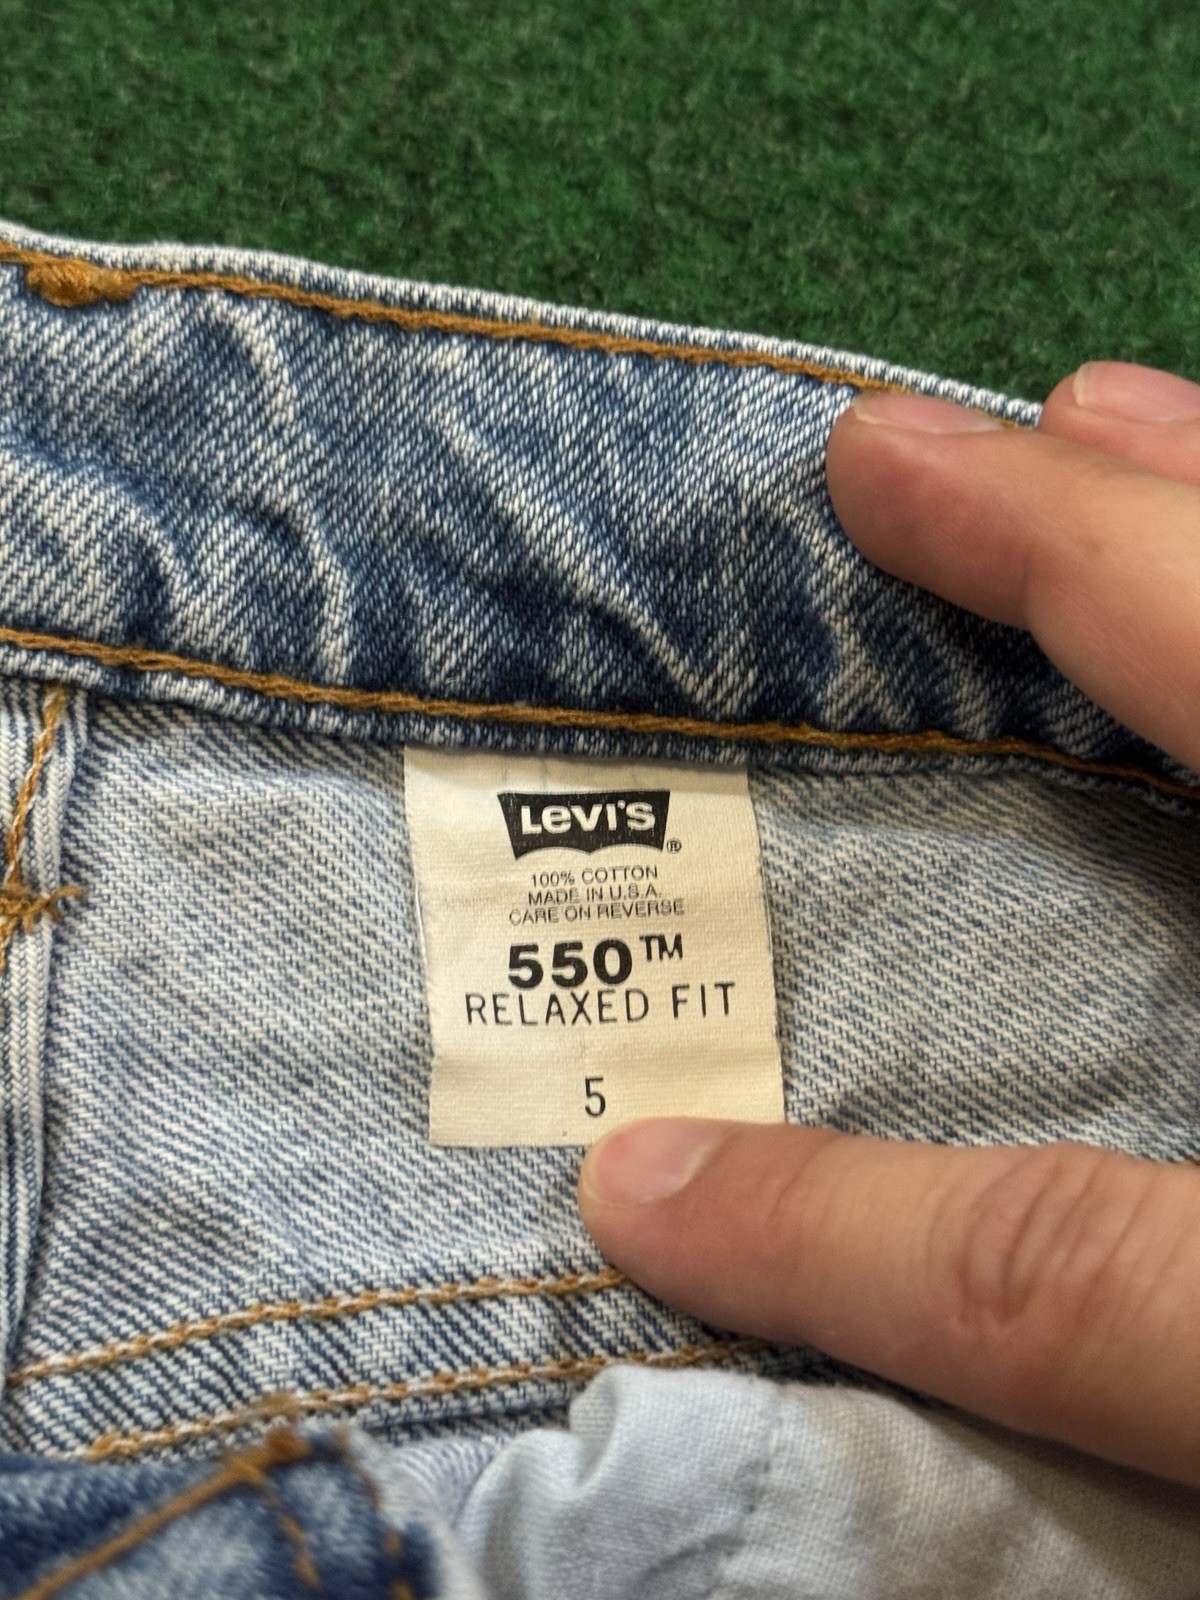 Levi's ®
100% COTTON
MADE IN U.S.A.
CARE ON REVERSE
550™
RELAXED FIT
5